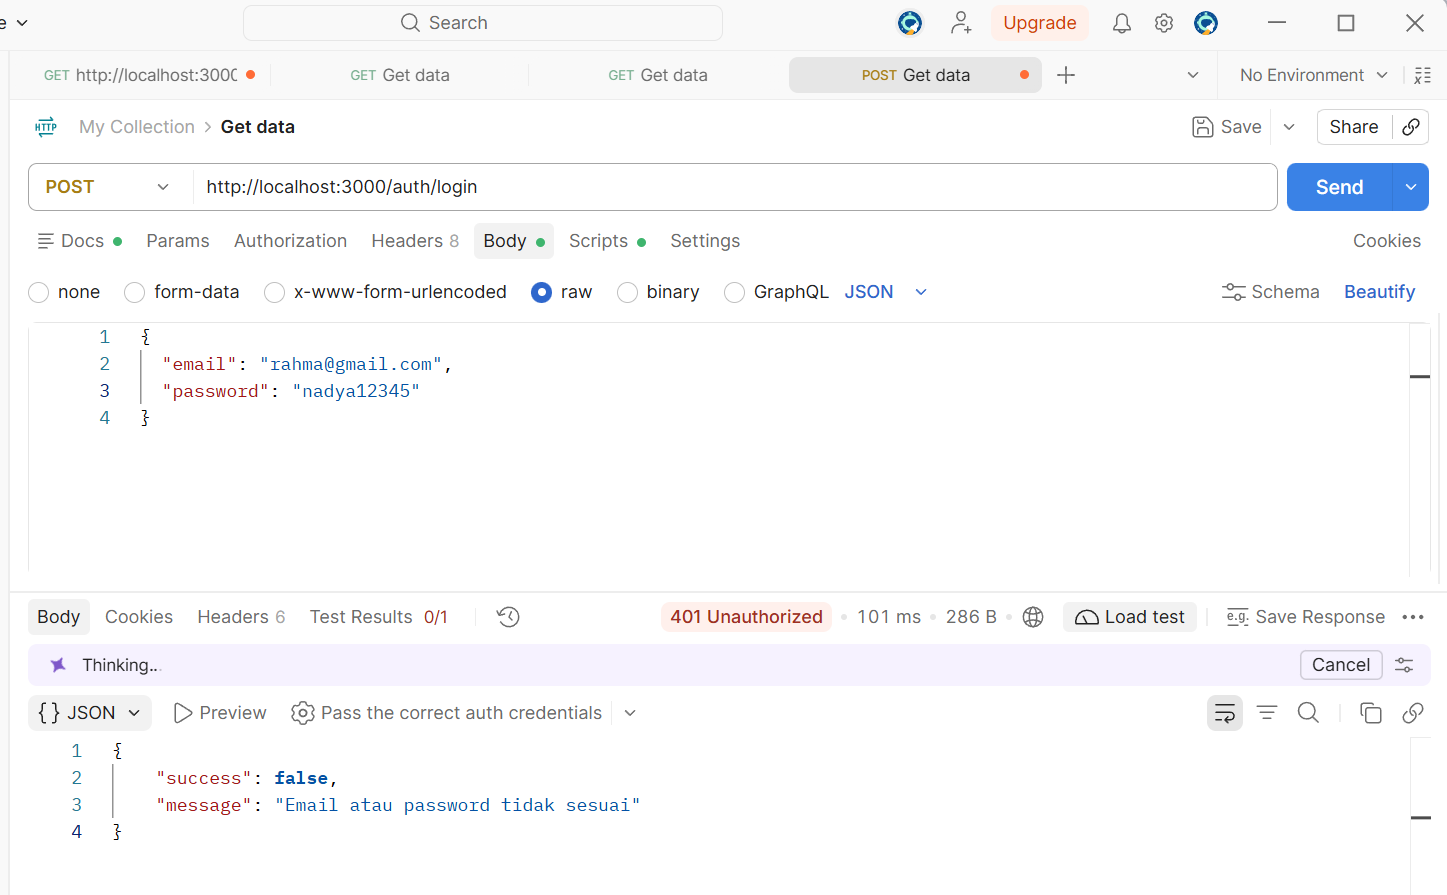 e
Search
Upgrade
GET http://localhost:3000
GET Get data
GET Get data
POST Get data
No Environment
HTTP My Collection > Get data
Save
Share
POST http://localhost:3000/auth/login
Send
Docs Params Authorization Headers 8 Body Scripts Settings Cookies
none form-data x-www-form-urlencoded raw binary GraphQL JSON Schema Beautify
1 {
2 "email": "rahma@gmail.com",
3 "password": "nadya12345"
4 }
Body Cookies Headers 6 Test Results 0/1 401 Unauthorized • 101 ms • 286 B • Load test e.g. Save Response
Thinking... Cancel
{} JSON Preview Pass the correct auth credentials
1 {
2 "success": false,
3 "message": "Email atau password tidak sesuai"
4 }